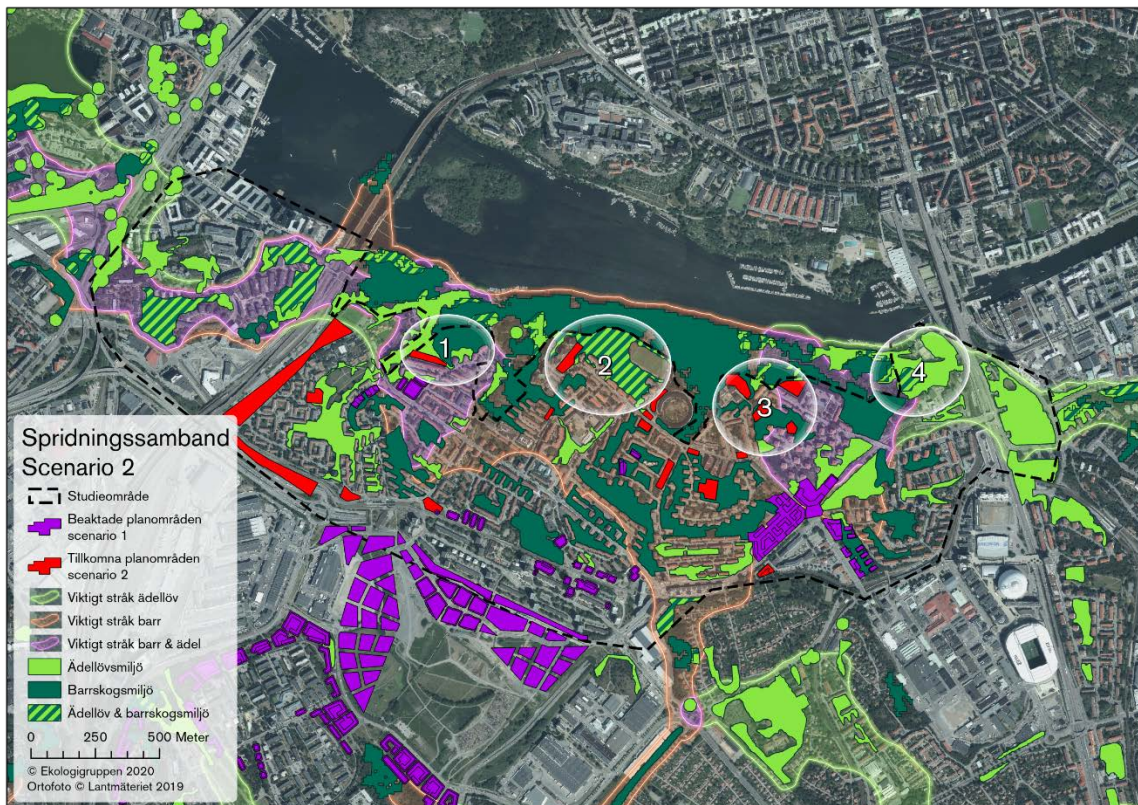 1
2
3
4
Spridningssamband
Scenario 2
Studieområde
Beaktade planområden
scenario 1
Tillkomna planområden
scenario 2
Viktigt stråk ädellöv
Viktigt stråk barr
Viktigt stråk barr & ädel
Ädellövsmiljö
Barrskogsmiljö
Ädellöv & barrskogsmiljö
0 250 500 Meter
© Ekologigruppen 2020
Ortofoto © Lantmäteriet 2019